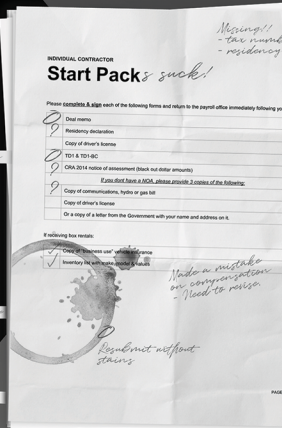 Missing!!
- tax numb
- residency
INDIVIDUAL CONTRACTOR
Start Packs suck!
Please complete & sign each of the following forms and return to the payroll office immediately following yo
Deal memo
? Residency declaration
Copy of driver's license
TD1 & TD1-BC
? CRA 2014 notice of assessment (black out dollar amounts)
If you dont have a NOA, please provide 3 copies of the following:
? Copy of comunications, hydro or gas bill
Copy of driver's license
Or a copy of a letter from the Government with your name and address on it.
If receiving box rentals:
Copy of "business use" vehicle insurance
Inventory list with make, model & values
Made a mistake
on compensation
- Need to revise.
Resubmit without
stains
PAGE